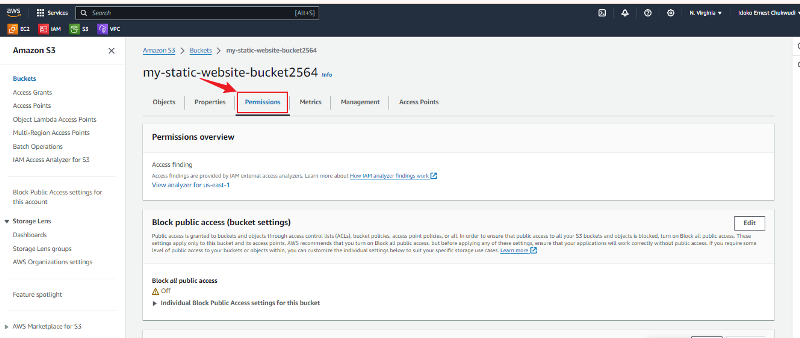 aws
Services
Search
[Alt+S]
N. Virginia
Idoko Ernest Chukwudi
EC2
IAM
S3
VPC
Amazon S3
Buckets
Access Grants
Access Points
Object Lambda Access Points
Multi-Region Access Points
Batch Operations
IAM Access Analyzer for S3
Block Public Access settings for
this account
Storage Lens
Dashboards
Storage Lens groups
AWS Organizations settings
Feature spotlight
AWS Marketplace for S3
Amazon S3 > Buckets > my-static-website-bucket2564
my-static-website-bucket2564 Info
Objects
Properties
Permissions
Metrics
Management
Access Points
Permissions overview
Access finding
Access findings are provided by IAM external access analyzers. Learn more about How IAM analyzer findings work
View analyzer for us-east-1
Block public access (bucket settings)
Edit
Public access is granted to buckets and objects through access control lists (ACLs), bucket policies, access point policies, or all. In order to ensure that public access to all your S3 buckets and objects is blocked, turn on Block all public access. These
settings apply only to this bucket and its access points. AWS recommends that you turn on Block all public access, but before applying any of these settings, ensure that your applications will work correctly without public access. If you require some
level of public access to your buckets or objects within, you can customize the individual settings below to suit your specific storage use cases. Learn more
Block all public access
Off
Individual Block Public Access settings for this bucket